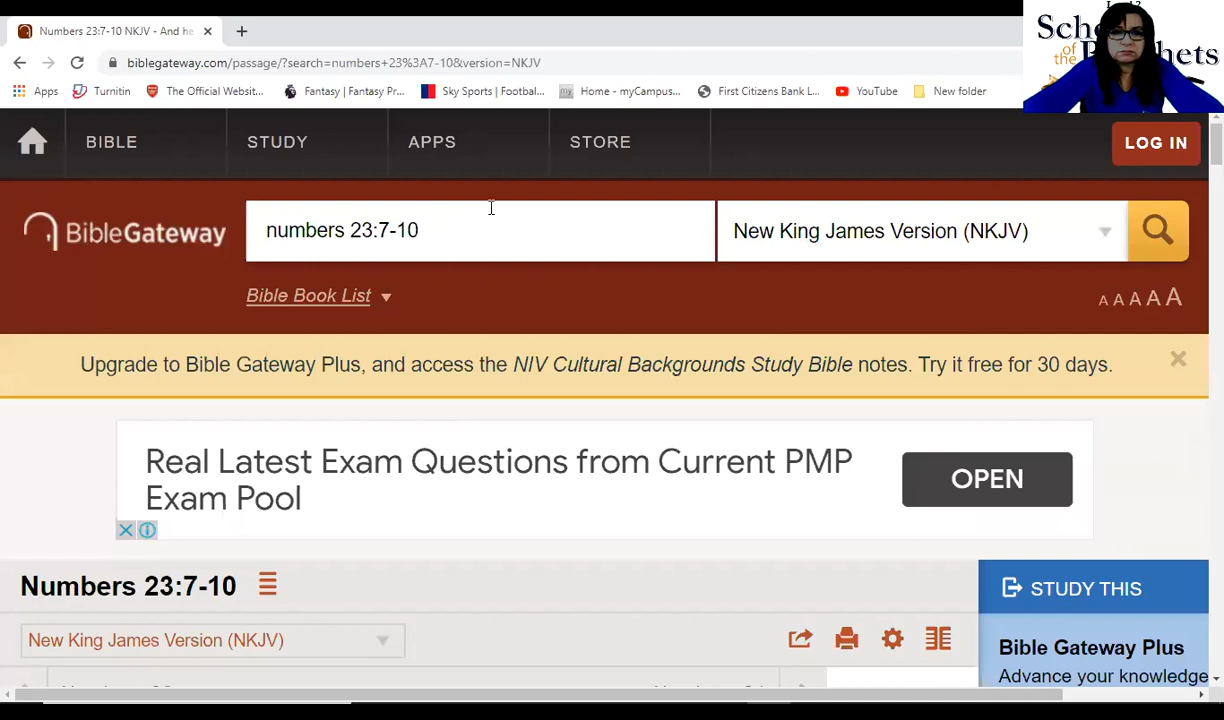 Numbers 23:7-10 NKJV - And he
biblegateway.com/passage/?search=numbers+23%3A7-10&version=NKJV
Apps Turnitin The Official Websit... Fantasy | Fantasy Pr... Sky Sports | Footbal... Home - myCampus... First Citizens Bank L... YouTube New folder
of the
BIBLE STUDY APPS STORE LOG IN
BibleGateway numbers 23:7-10 New King James Version (NKJV)
Bible Book List A A A A A
Upgrade to Bible Gateway Plus, and access the NIV Cultural Backgrounds Study Bible notes. Try it free for 30 days.
Real Latest Exam Questions from Current PMP
Exam Pool
OPEN
Numbers 23:7-10
STUDY THIS
New King James Version (NKJV)
Bible Gateway Plus
Advance your knowledge